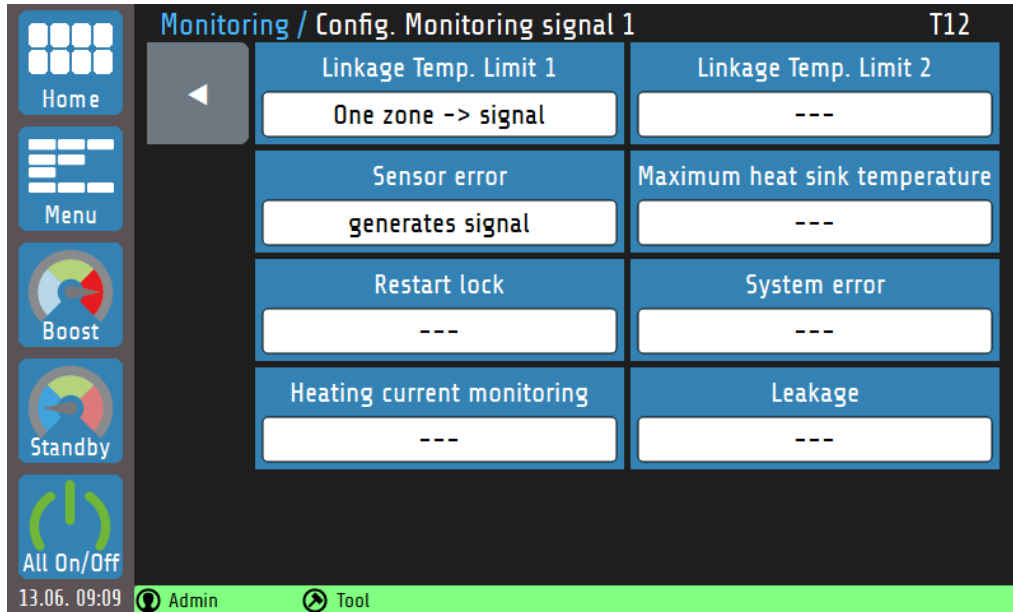 Monitoring / Config. Monitoring signal 1 T12
Home
Menu
Boost
Standby
All On/Off
13.06. 09:09
Linkage Temp. Limit 1
One zone -> signal
Linkage Temp. Limit 2
---
Sensor error
generates signal
Maximum heat sink temperature
---
Restart lock
---
System error
---
Heating current monitoring
---
Leakage
---
Admin
Tool